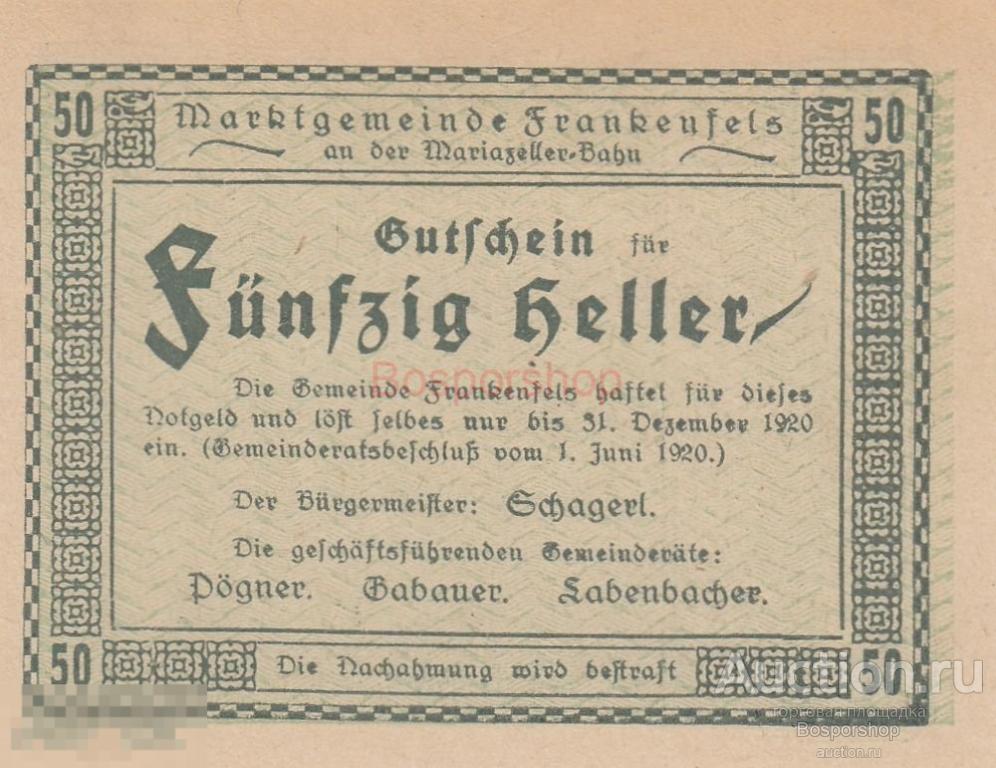 50 Marktgemeinde Frankenfels 50
an der Mariazeller-Bahn
Gutschein für
Fünfzig Heller
Bosporshop
Die Gemeinde Frankenfels haftet für dieses
Notgeld und löst selbes nur bis 31. Dezember 1920
ein. (Gemeinderatsbeschluß vom 1. Juni 1920.)
Der Bürgermeister: Schagerl.
Die geschäftsführenden Gemeinderäte:
Pögner. Gabauer. Labenbacher.
50 Die Nachahmung wird bestraft 50
Auction.ru
торговая площадка
Bosporshop
auction.ru